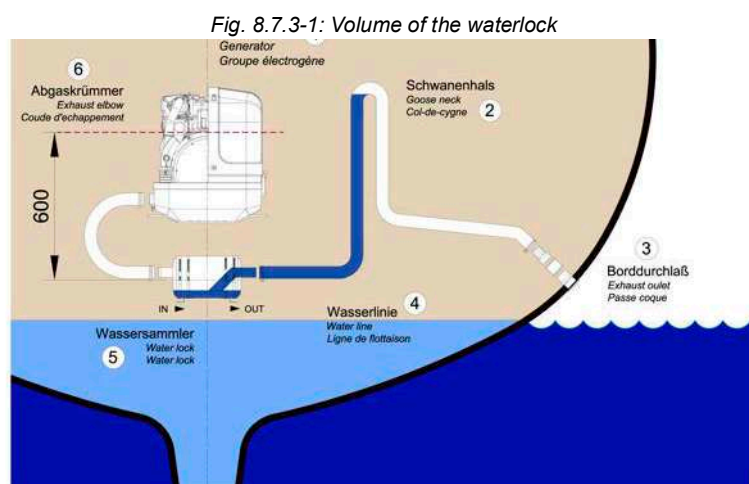 Fig. 8.7.3-1: Volume of the waterlock
Generator
Groupe électrogène
6
Abgaskrümmer
Exhaust elbow
Coude d'echappement
Schwanenhals
Goose neck
Col-de-cygne
2
600
3
Borddurchlaß
Exhaust oulet
Passe coque
IN
OUT
4
Wasserlinie
Water line
Ligne de flottaison
Wassersammler
Water lock
Water lock
5